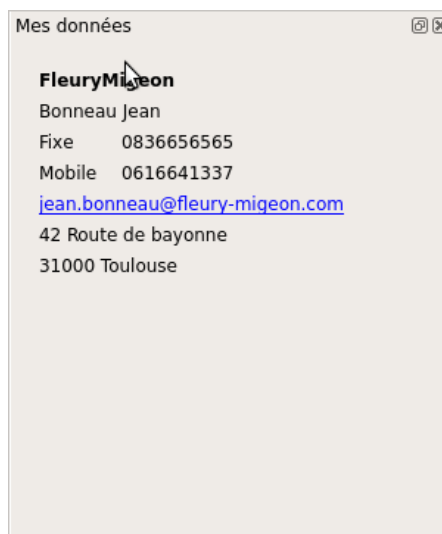 Mes données
FleuryMigeon
Bonneau Jean
Fixe 0836656565
Mobile 0616641337
jean.bonneau@fleury-migeon.com
42 Route de bayonne
31000 Toulouse